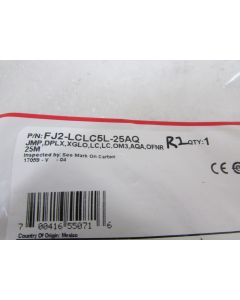 P/N: FJ2-LCLC5L-25AQ
JMP,DPLX,XGLO,LC,LC,OM3,AQA,OFNR
25M
R2 QTY:1
Inspected by: See Mark On Carton
17059 - V - 04
CE
7 00416 55071 6
Country Of Origin: Mexico